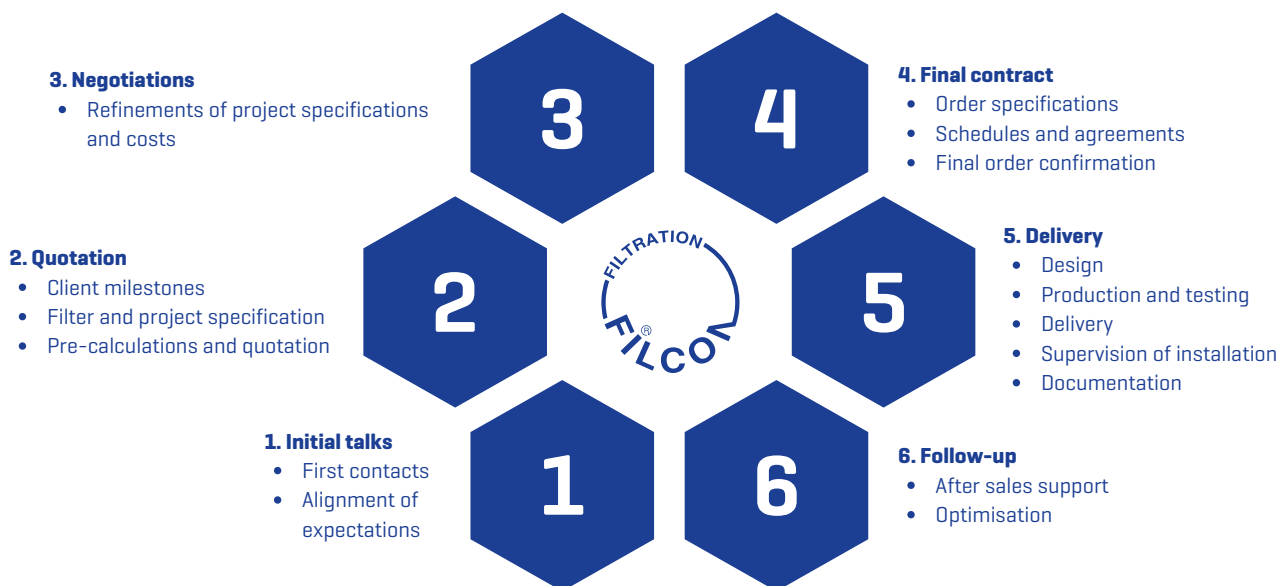 1. Initial talks
• First contacts
• Alignment of
expectations
1
2. Quotation
• Client milestones
• Filter and project specification
• Pre-calculations and quotation
2
3. Negotiations
• Refinements of project specifications
and costs
3
4. Final contract
• Order specifications
• Schedules and agreements
• Final order confirmation
4
5. Delivery
• Design
• Production and testing
• Delivery
• Supervision of installation
• Documentation
5
6. Follow-up
• After sales support
• Optimisation
6
FILTRATION
FILCON
®